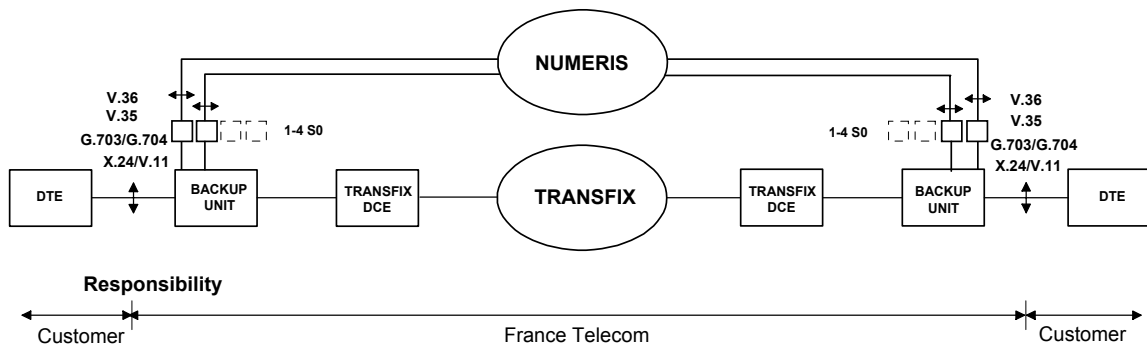 NUMERIS
V.36
V.35
G.703/G.704
X.24/V.11
1-4 S0
1-4 S0
V.36
V.35
G.703/G.704
X.24/V.11
DTE
BACKUP
UNIT
TRANSFIX
DCE
TRANSFIX
TRANSFIX
DCE
BACKUP
UNIT
DTE
Responsibility
Customer
France Telecom
Customer